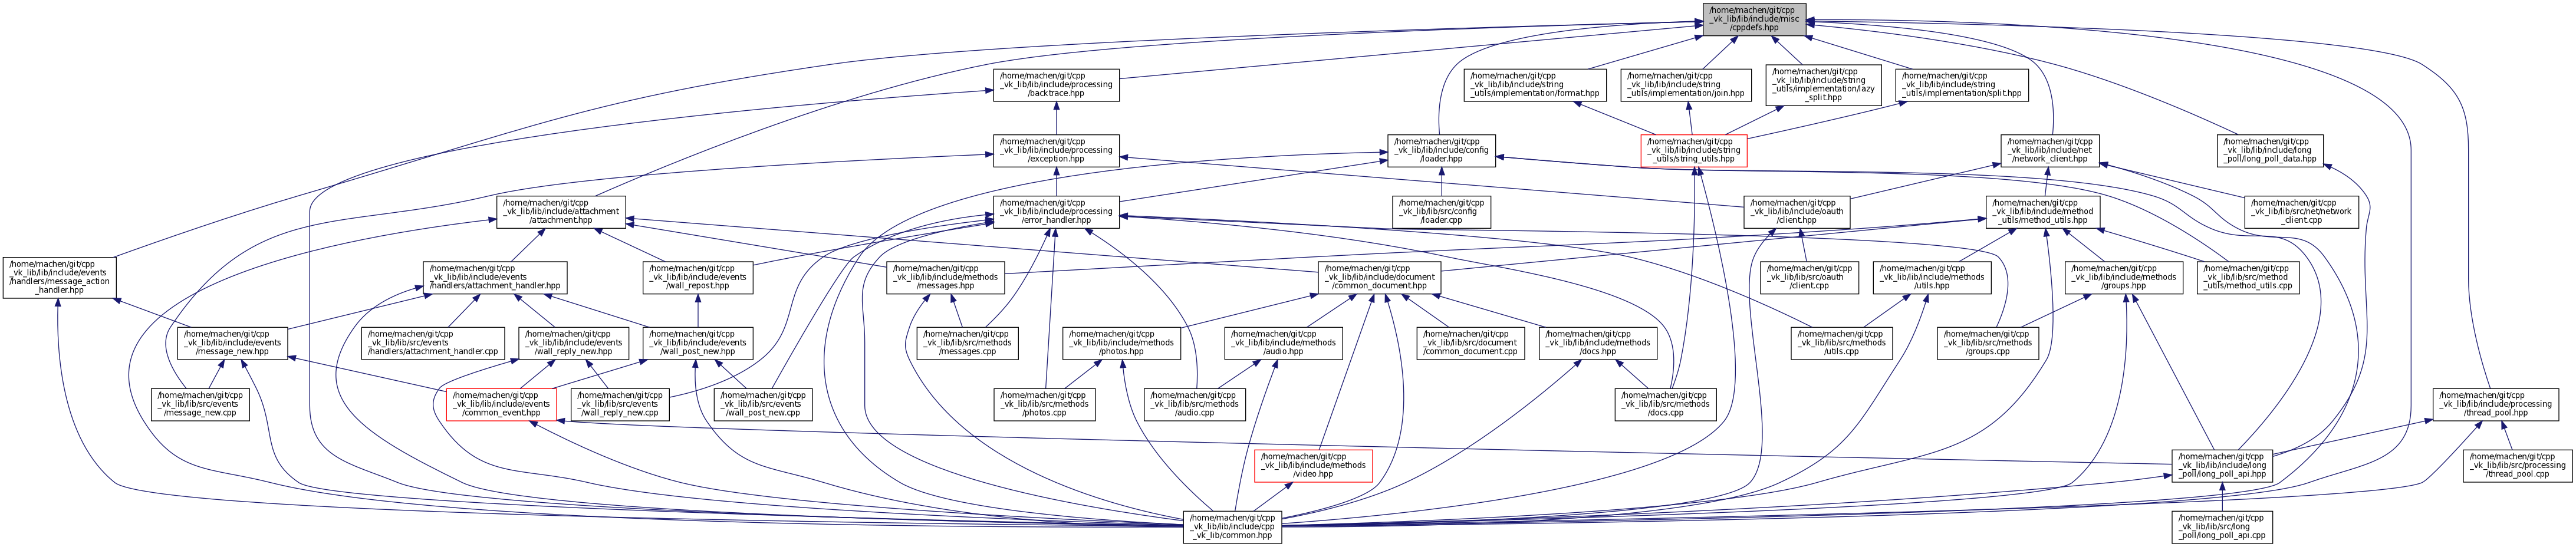 /home/machen/git/cpp
_vk_lib/lib/include/misc
/cppdefs.hpp
/home/machen/git/cpp
_vk_lib/lib/include/processing
/backtrace.hpp
/home/machen/git/cpp
_vk_lib/lib/include/string
_utils/implementation/format.hpp
/home/machen/git/cpp
_vk_lib/lib/include/string
_utils/implementation/join.hpp
/home/machen/git/cpp
_vk_lib/lib/include/string
_utils/implementation/lazy
_split.hpp
/home/machen/git/cpp
_vk_lib/lib/include/string
_utils/implementation/split.hpp
/home/machen/git/cpp
_vk_lib/lib/include/processing
/exception.hpp
/home/machen/git/cpp
_vk_lib/lib/include/config
/loader.hpp
/home/machen/git/cpp
_vk_lib/lib/include/string
_utils/string_utils.hpp
/home/machen/git/cpp
_vk_lib/lib/include/net
/network_client.hpp
/home/machen/git/cpp
_vk_lib/lib/include/long
_poll/long_poll_data.hpp
/home/machen/git/cpp
_vk_lib/lib/include/attachment
/attachment.hpp
/home/machen/git/cpp
_vk_lib/lib/include/processing
/error_handler.hpp
/home/machen/git/cpp
_vk_lib/lib/src/config
/loader.cpp
/home/machen/git/cpp
_vk_lib/lib/include/oauth
/client.hpp
/home/machen/git/cpp
_vk_lib/lib/include/method
_utils/method_utils.hpp
/home/machen/git/cpp
_vk_lib/lib/src/net/network
_client.cpp
/home/machen/git/cpp
_vk_lib/lib/include/events
/handlers/message_action
_handler.hpp
/home/machen/git/cpp
_vk_lib/lib/include/events
/handlers/attachment_handler.hpp
/home/machen/git/cpp
_vk_lib/lib/include/events
/wall_repost.hpp
/home/machen/git/cpp
_vk_lib/lib/include/methods
/messages.hpp
/home/machen/git/cpp
_vk_lib/lib/include/document
/common_document.hpp
/home/machen/git/cpp
_vk_lib/lib/src/oauth
/client.cpp
/home/machen/git/cpp
_vk_lib/lib/include/methods
/utils.hpp
/home/machen/git/cpp
_vk_lib/lib/include/methods
/groups.hpp
/home/machen/git/cpp
_vk_lib/lib/src/method
_utils/method_utils.cpp
/home/machen/git/cpp
_vk_lib/lib/include/events
/message_new.hpp
/home/machen/git/cpp
_vk_lib/lib/src/events
/handlers/attachment_handler.cpp
/home/machen/git/cpp
_vk_lib/lib/include/events
/wall_reply_new.hpp
/home/machen/git/cpp
_vk_lib/lib/include/events
/wall_post_new.hpp
/home/machen/git/cpp
_vk_lib/lib/src/methods
/messages.cpp
/home/machen/git/cpp
_vk_lib/lib/include/methods
/photos.hpp
/home/machen/git/cpp
_vk_lib/lib/include/methods
/audio.hpp
/home/machen/git/cpp
_vk_lib/lib/src/document
/common_document.cpp
/home/machen/git/cpp
_vk_lib/lib/include/methods
/docs.hpp
/home/machen/git/cpp
_vk_lib/lib/src/methods
/utils.cpp
/home/machen/git/cpp
_vk_lib/lib/src/methods
/groups.cpp
/home/machen/git/cpp
_vk_lib/lib/src/events
/message_new.cpp
/home/machen/git/cpp
_vk_lib/lib/include/events
/common_event.hpp
/home/machen/git/cpp
_vk_lib/lib/src/events
/wall_reply_new.cpp
/home/machen/git/cpp
_vk_lib/lib/src/events
/wall_post_new.cpp
/home/machen/git/cpp
_vk_lib/lib/src/methods
/photos.cpp
/home/machen/git/cpp
_vk_lib/lib/src/methods
/audio.cpp
/home/machen/git/cpp
_vk_lib/lib/src/methods
/docs.cpp
/home/machen/git/cpp
_vk_lib/lib/include/processing
/thread_pool.hpp
/home/machen/git/cpp
_vk_lib/lib/include/methods
/video.hpp
/home/machen/git/cpp
_vk_lib/lib/include/long
_poll/long_poll_api.hpp
/home/machen/git/cpp
_vk_lib/lib/src/processing
/thread_pool.cpp
/home/machen/git/cpp
_vk_lib/lib/include/cpp
_vk_lib/common.hpp
/home/machen/git/cpp
_vk_lib/lib/src/long
_poll/long_poll_api.cpp